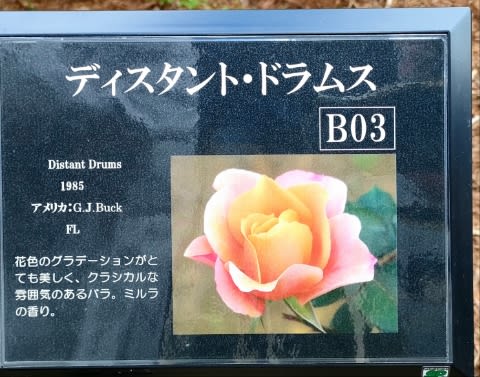 ディスタント・ドラムス
B03
Distant Drums
1985
アメリカ:G.J.Buck
FL
花色のグラデーションがと
ても美しく、クラシカルな
雰囲気のあるバラ。ミルラ
の香り。